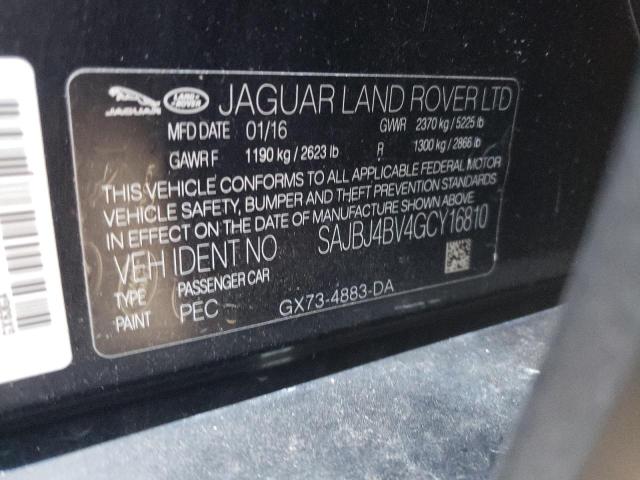 JAGUAR LAND ROVER JAGUAR LAND ROVER LTD
MFD DATE 01/16 GVWR 2370 kg / 5225 lb
GAWR F 1190 kg / 2623 lb R 1300 kg / 2866 lb
THIS VEHICLE CONFORMS TO ALL APPLICABLE FEDERAL MOTOR
VEHICLE SAFETY, BUMPER AND THEFT PREVENTION STANDARDS
IN EFFECT ON THE DATE OF MANUFACTURE SHOWN ABOVE.
VEH IDENT NO SAJBJ4BV4GCY16810
TYPE PASSENGER CAR
PAINT PEC GX73-4883-DA